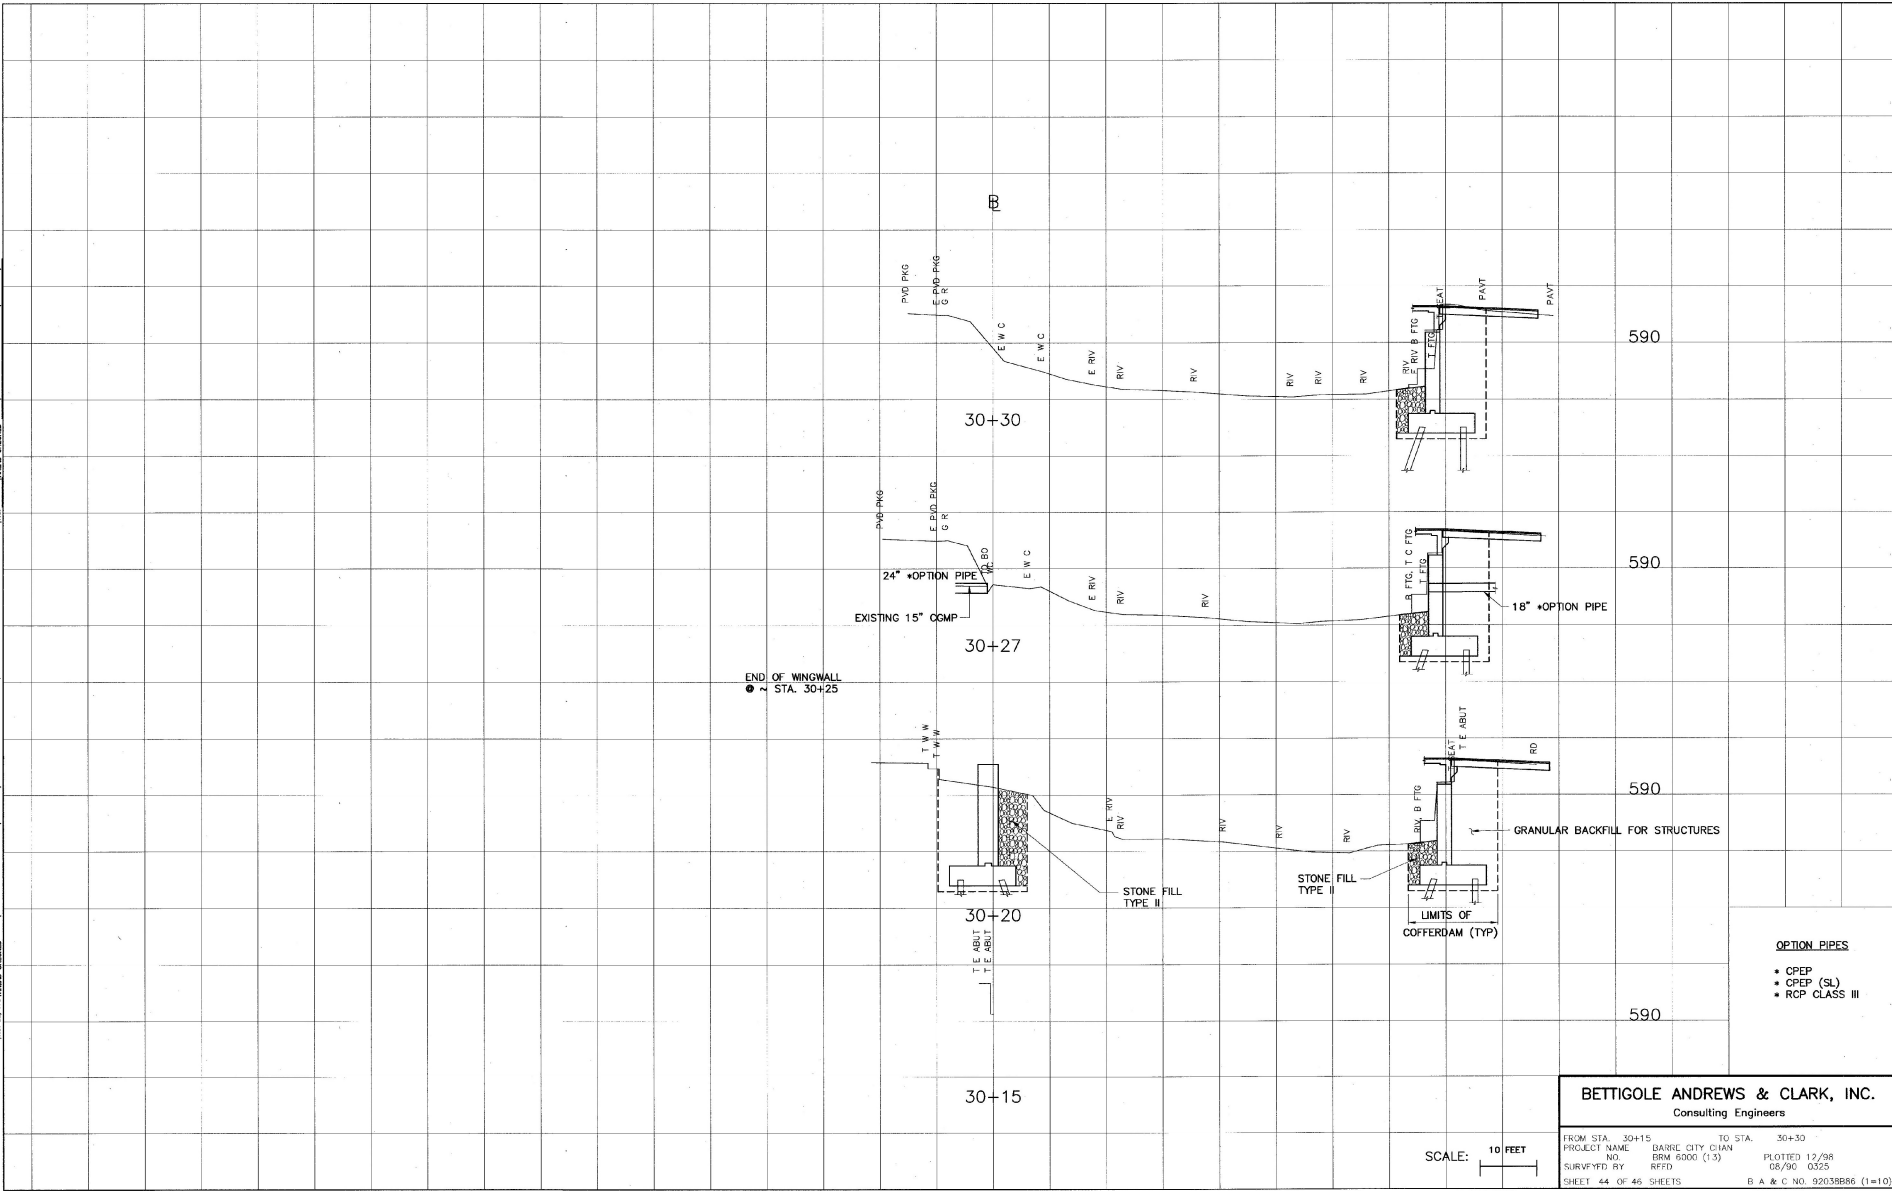 PVD PKG
E PVD PKG
G R
E W C
E W C
E RIV
RIV
RIV
RIV
RIV
RIV
RIV
E RIV B FTG
T FTG
PAVT
PAVT
590
30+30
PVD PKG
E PVD PKG
G R
E W C
E RIV
RIV
RIV
B FTG, T C FTG
T FTG
590
24" *OPTION PIPE
EXISTING 15" CGMP
18" *OPTION PIPE
30+27
END OF WINGWALL
@ ~ STA. 30+25
T W W
T W W
E RIV
RIV
RIV
RIV
RIV
RIV, B FTG
T E ABUT
RD
590
GRANULAR BACKFILL FOR STRUCTURES
STONE FILL
TYPE II
STONE FILL
TYPE II
30+20
LIMITS OF
COFFERDAM (TYP)
T E ABUT
T E ABUT
590
30+15
OPTION PIPES
* CPEP
* CPEP (SL)
* RCP CLASS III
SCALE: 10 FEET
BETTIGOLE ANDREWS & CLARK, INC.
Consulting Engineers
FROM STA. 30+15 TO STA. 30+30
PROJECT NAME BARRE CITY CHAN
NO. BRM 6000 (13) PLOTTED 12/98
SURVEYED BY REED 08/90 0325
SHEET 44 OF 46 SHEETS B A & C NO. 92038B86 (1=10)